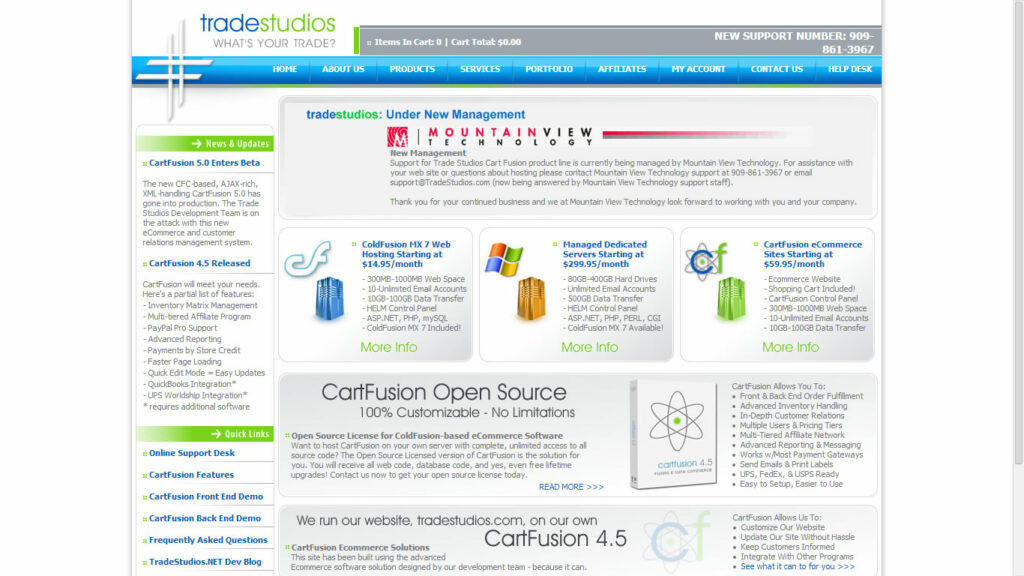 tradestudios
WHAT'S YOUR TRADE?
:: Items In Cart: 0 | Cart Total: $0.00
NEW SUPPORT NUMBER: 909-
861-3967
HOME ABOUT US PRODUCTS SERVICES PORTFOLIO AFFILIATES MY ACCOUNT CONTACT US HELP DESK
News & Updates
CartFusion 5.0 Enters Beta
The new CFC-based, AJAX-rich,
XML-handling CartFusion 5.0 has
gone into production. The Trade
Studios Development Team is on
the attack with this new
eCommerce and customer
relations management system.
CartFusion 4.5 Released
CartFusion will meet your needs.
Here's a partial list of features:
- Inventory Matrix Management
- Multi-tiered Affiliate Program
- PayPal Pro Support
- Advanced Reporting
- Payments by Store Credit
- Faster Page Loading
- Quick Edit Mode = Easy Updates
- QuickBooks Integration*
- UPS Worldship Integration*
* requires additional software
Quick Links
Online Support Desk
CartFusion Features
CartFusion Front End Demo
CartFusion Back End Demo
Frequently Asked Questions
TradeStudios.NET Dev Blog
tradestudios: Under New Management
MOUNTAINVIEW
TECHNOLOGY
New Management
Support for Trade Studios Cart Fusion product line is currently being managed by Mountain View Technology. For assistance with
your web site or questions about hosting please contact Mountain View Technology support at 909-861-3967 or email
support@TradeStudios.com (now being answered by Mountain View Technology support staff).
Thank you for your continued business and we at Mountain View Technology look forward to working with you and your company.
ColdFusion MX 7 Web
Hosting Starting at
$14.95/month
- 300MB-1000MB Web Space
- 10-Unlimited Email Accounts
- 10GB-100GB Data Transfer
- HELM Control Panel
- ASP.NET, PHP, mySQL
- ColdFusion MX 7 Included!
More Info
Managed Dedicated
Servers Starting at
$299.95/month
- 80GB-400GB Hard Drives
- Unlimited Email Accounts
- 500GB Data Transfer
- HELM Control Panel
- ASP.NET, PHP, PERL, CGI
- ColdFusion MX 7 Available!
More Info
Cf
CartFusion eCommerce
Sites Starting at
$59.95/month
- Ecommerce Website
- Shopping Cart Included!
- CartFusion Control Panel
- 300MB-1000MB Web Space
- 10-Unlimited Email Accounts
- 10GB-100GB Data Transfer
More Info
CartFusion Open Source
100% Customizable - No Limitations
Open Source License for ColdFusion-based eCommerce Software
Want to host CartFusion on your own server with complete, unlimited access to all
source code? The Open Source Licensed version of CartFusion is the solution for
you. You will receive all web code, database code, and yes, even free lifetime
upgrades! Contact us now to get your open source license today.
READ MORE >>>
cartfusion 4.5
CartFusion Allows You To:
• Front & Back End Order Fulfillment
• Advanced Inventory Handling
• In-Depth Customer Relations
• Multiple Users & Pricing Tiers
• Multi-Tiered Affiliate Network
• Advanced Reporting & Messaging
• Works w/Most Payment Gateways
• Send Emails & Print Labels
• UPS, FedEx, & USPS Ready
• Easy to Setup, Easier to Use
We run our website, tradestudios.com, on our own
CartFusion 4.5
CartFusion Ecommerce Solutions
This site has been built using the advanced
Ecommerce software solution designed by our development team - because it can.
Cf
CartFusion Allows Us To:
• Customize Our Website
• Update Our Site Without Hassle
• Keep Customers Informed
• Integrate With Other Programs
• See what it can to for you >>>